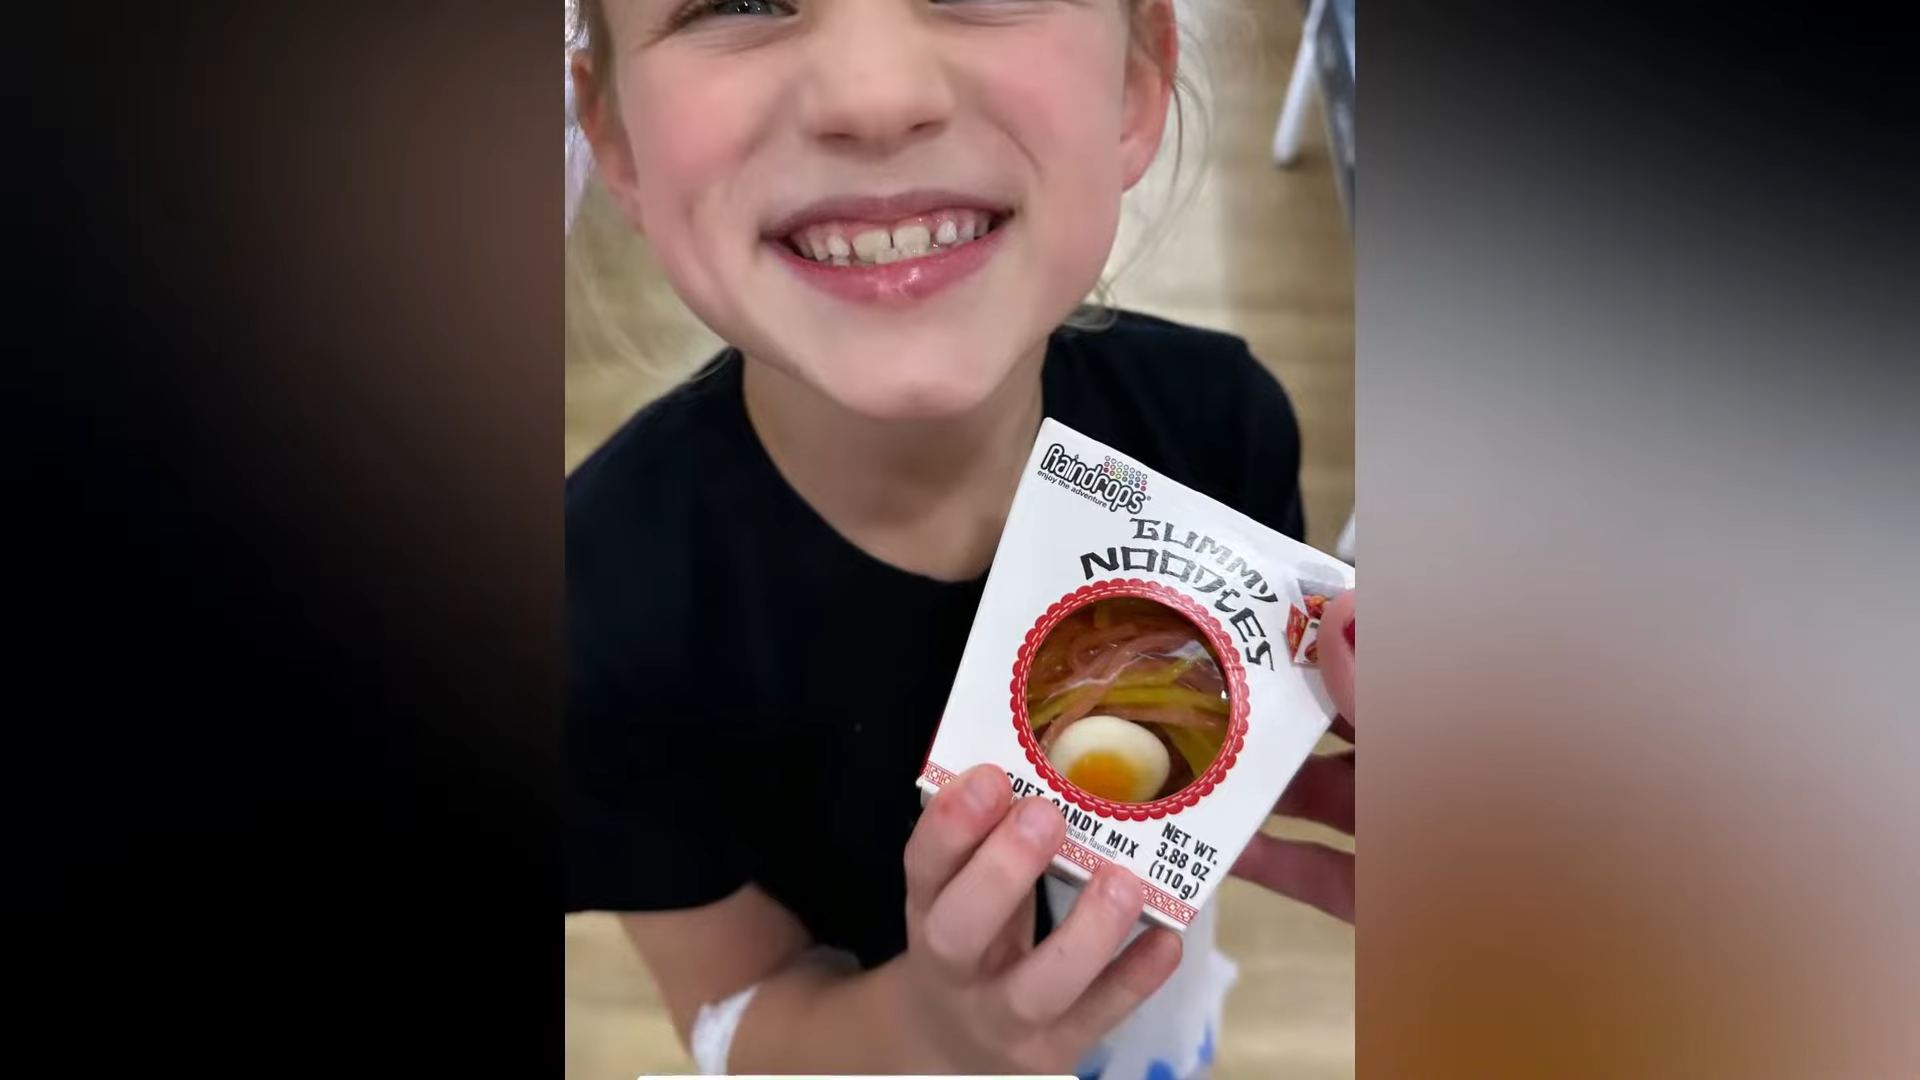 Raindrops
enjoy the adventure
GUMMY
NOODLES
SOFT CANDY MIX
NET WT.
3.88 OZ
(110g)